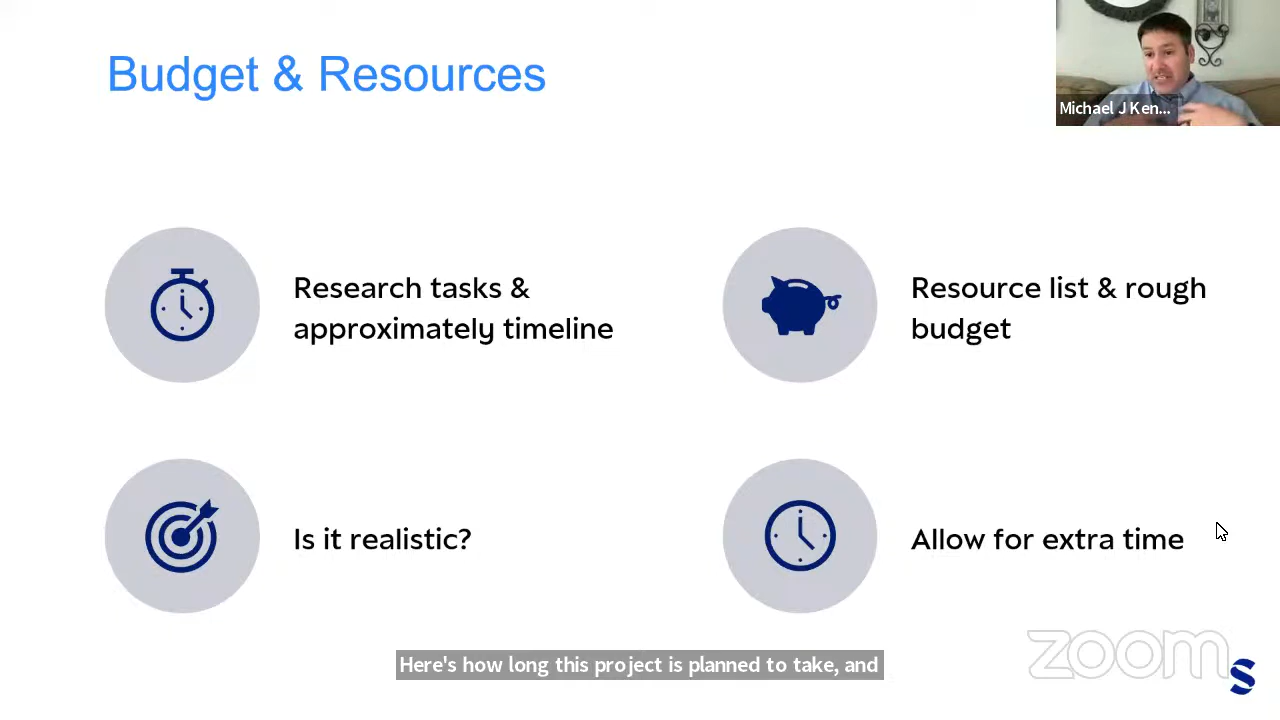 Budget & Resources
Michael J Ken...
Research tasks &
approximately timeline
Resource list & rough
budget
Is it realistic?
Allow for extra time
Here's how long this project is planned to take, and
zoom
S